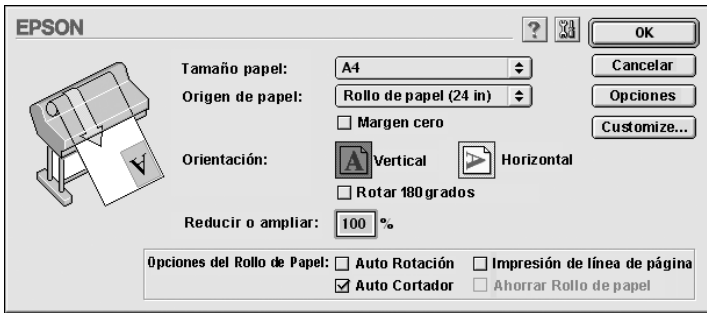 EPSON
? OK
Tamaño papel: A4 Cancelar
Origen de papel: Rollo de papel (24 in) Opciones
Margen cero Customize...
Orientación: A Vertical A Horizontal
Rotar 180 grados
Reducir o ampliar: 100 %
Opciones del Rollo de Papel: Auto Rotación Impresión de línea de página
Auto Cortador Ahorrar Rollo de papel
A